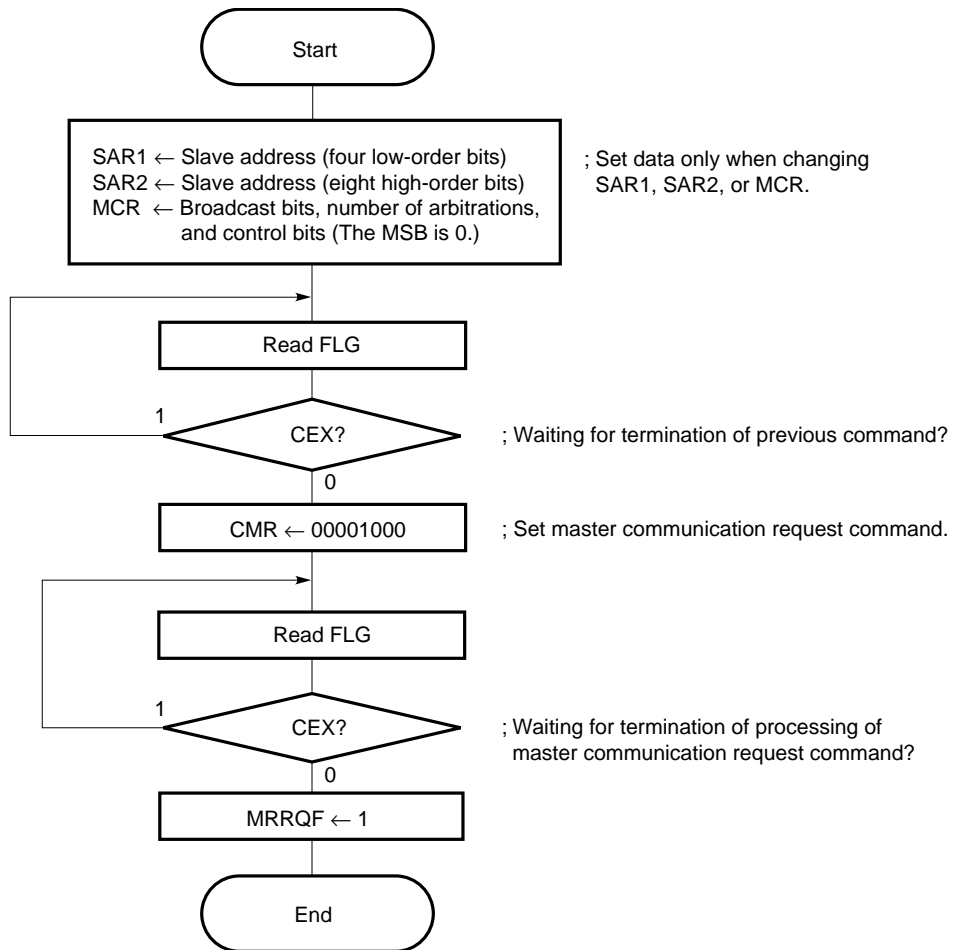 Start
SAR1 ← Slave address (four low-order bits)
SAR2 ← Slave address (eight high-order bits)
MCR ← Broadcast bits, number of arbitrations,
and control bits (The MSB is 0.)
; Set data only when changing
SAR1, SAR2, or MCR.
Read FLG
1
CEX?
; Waiting for termination of previous command?
0
CMR ← 00001000
; Set master communication request command.
Read FLG
1
CEX?
; Waiting for termination of processing of
master communication request command?
0
MRRQF ← 1
End